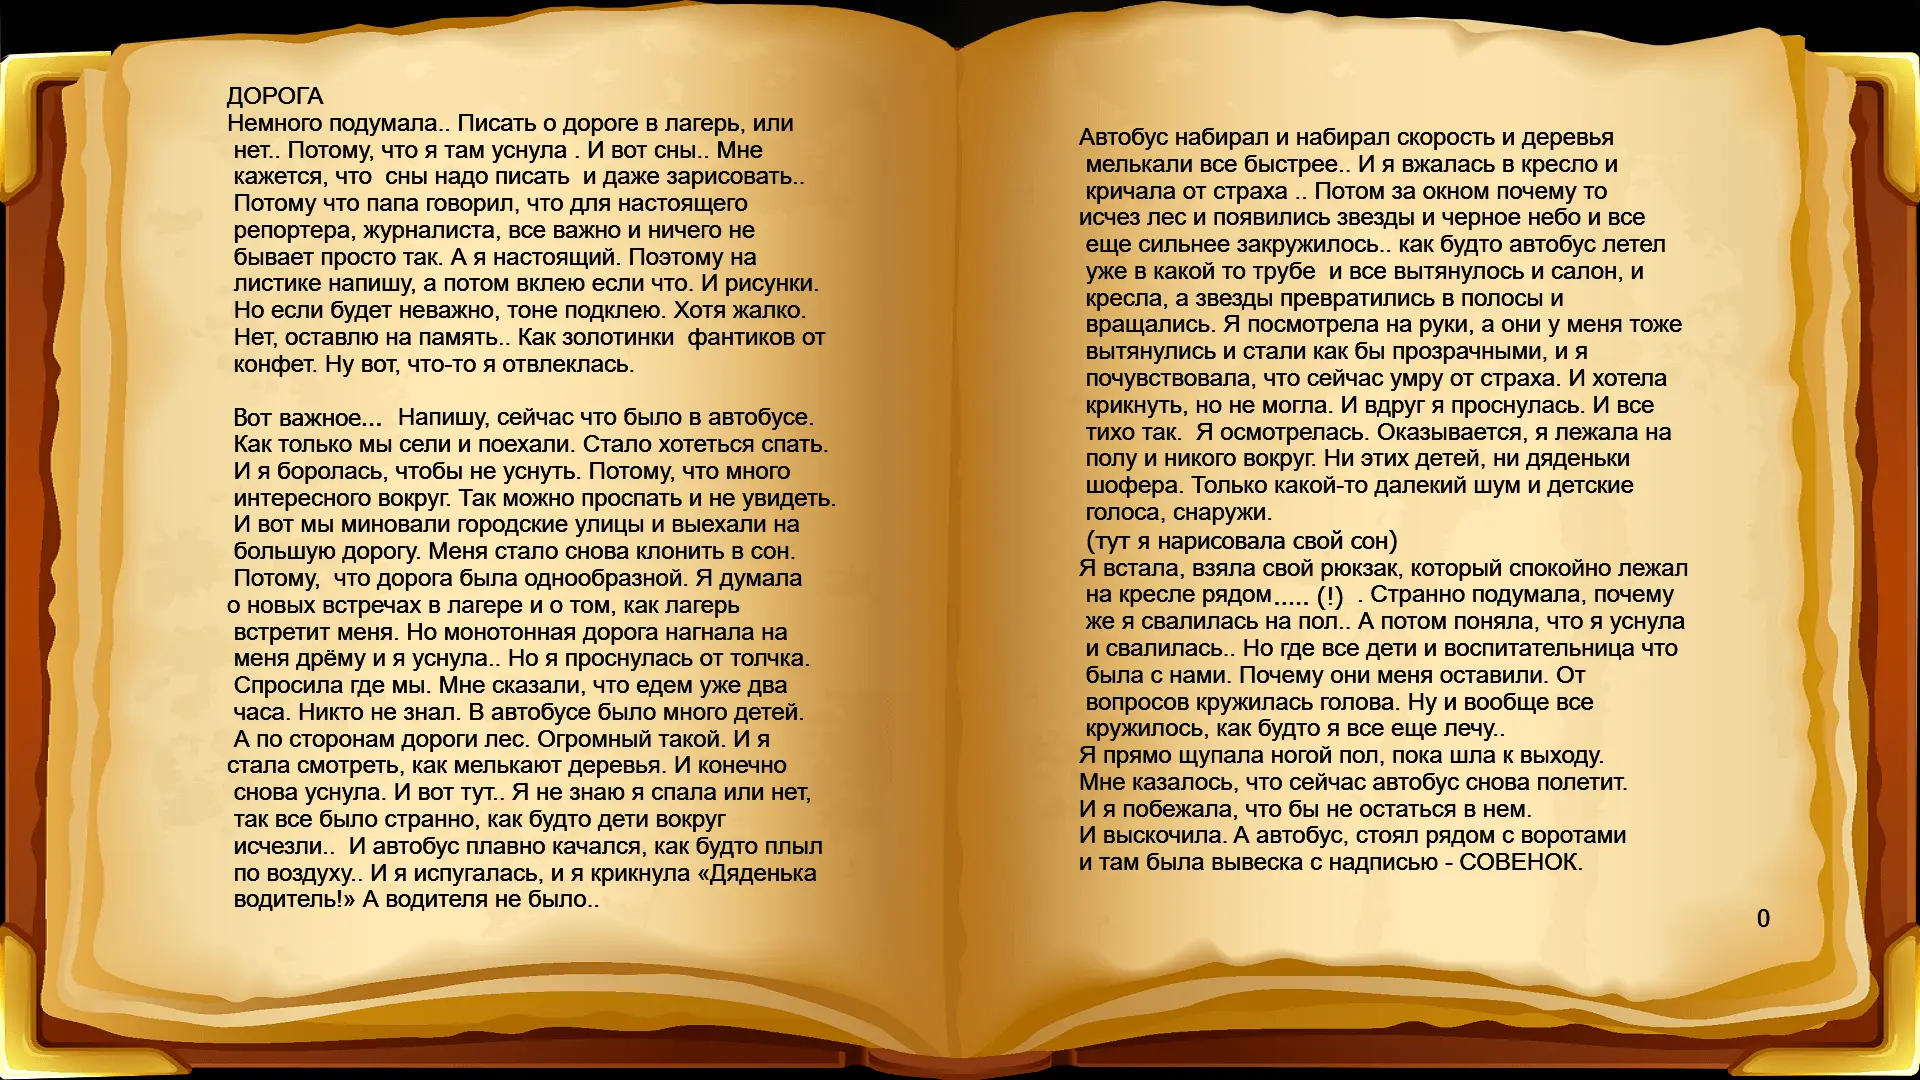 ДОРОГА
Немного подумала.. Писать о дороге в лагерь, или
нет.. Потому, что я там уснула . И вот сны.. Мне
кажется, что  сны надо писать  и даже зарисовать..
Потому что папа говорил, что для настоящего
репортера, журналиста, все важно и ничего не
бывает просто так. А я настоящий. Поэтому на
листике напишу, а потом вклею если что. И рисунки.
Но если будет неважно, тоне подклею. Хотя жалко.
Нет, оставлю на память.. Как золотинки  фантиков от
конфет. Ну вот, что-то я отвлеклась.
Вот важное...  Напишу, сейчас что было в автобусе.
Как только мы сели и поехали. Стало хотеться спать.
И я боролась, чтобы не уснуть. Потому, что много
интересного вокруг. Так можно проспать и не увидеть.
И вот мы миновали городские улицы и выехали на
большую дорогу. Меня стало снова клонить в сон.
Потому,  что дорога была однообразной. Я думала
о новых встречах в лагере и о том, как лагерь
встретит меня. Но монотонная дорога нагнала на
меня дрёму и я уснула.. Но я проснулась от толчка.
Спросила где мы. Мне сказали, что едем уже два
часа. Никто не знал. В автобусе было много детей.
А по сторонам дороги лес. Огромный такой. И я
стала смотреть, как мелькают деревья. И конечно
снова уснула. И вот тут.. Я не знаю я спала или нет,
так все было странно, как будто дети вокруг
исчезли..  И автобус плавно качался, как будто плыл
по воздуху.. И я испугалась, и я крикнула «Дяденька
водитель!» А водителя не было..
Автобус набирал и набирал скорость и деревья
мелькали все быстрее.. И я вжалась в кресло и
кричала от страха .. Потом за окном почему то
исчез лес и появились звезды и черное небо и все
еще сильнее закружилось.. как будто автобус летел
уже в какой то трубе  и все вытянулось и салон, и
кресла, а звезды превратились в полосы и
вращались. Я посмотрела на руки, а они у меня тоже
вытянулись и стали как бы прозрачными, и я
почувствовала, что сейчас умру от страха. И хотела
крикнуть, но не могла. И вдруг я проснулась. И все
тихо так.  Я осмотрелась. Оказывается, я лежала на
полу и никого вокруг. Ни этих детей, ни дяденьки
шофера. Только какой-то далекий шум и детские
голоса, снаружи.
(тут я нарисовала свой сон)
Я встала, взяла свой рюкзак, который спокойно лежал
на кресле рядом..... (!)  . Странно подумала, почему
же я свалилась на пол.. А потом поняла, что я уснула
и свалилась.. Но где все дети и воспитательница что
была с нами. Почему они меня оставили. От
вопросов кружилась голова. Ну и вообще все
кружилось, как будто я все еще лечу..
Я прямо щупала ногой пол, пока шла к выходу.
Мне казалось, что сейчас автобус снова полетит.
И я побежала, что бы не остаться в нем.
И выскочила. А автобус, стоял рядом с воротами
и там была вывеска с надписью - СОВЕНОК.
0